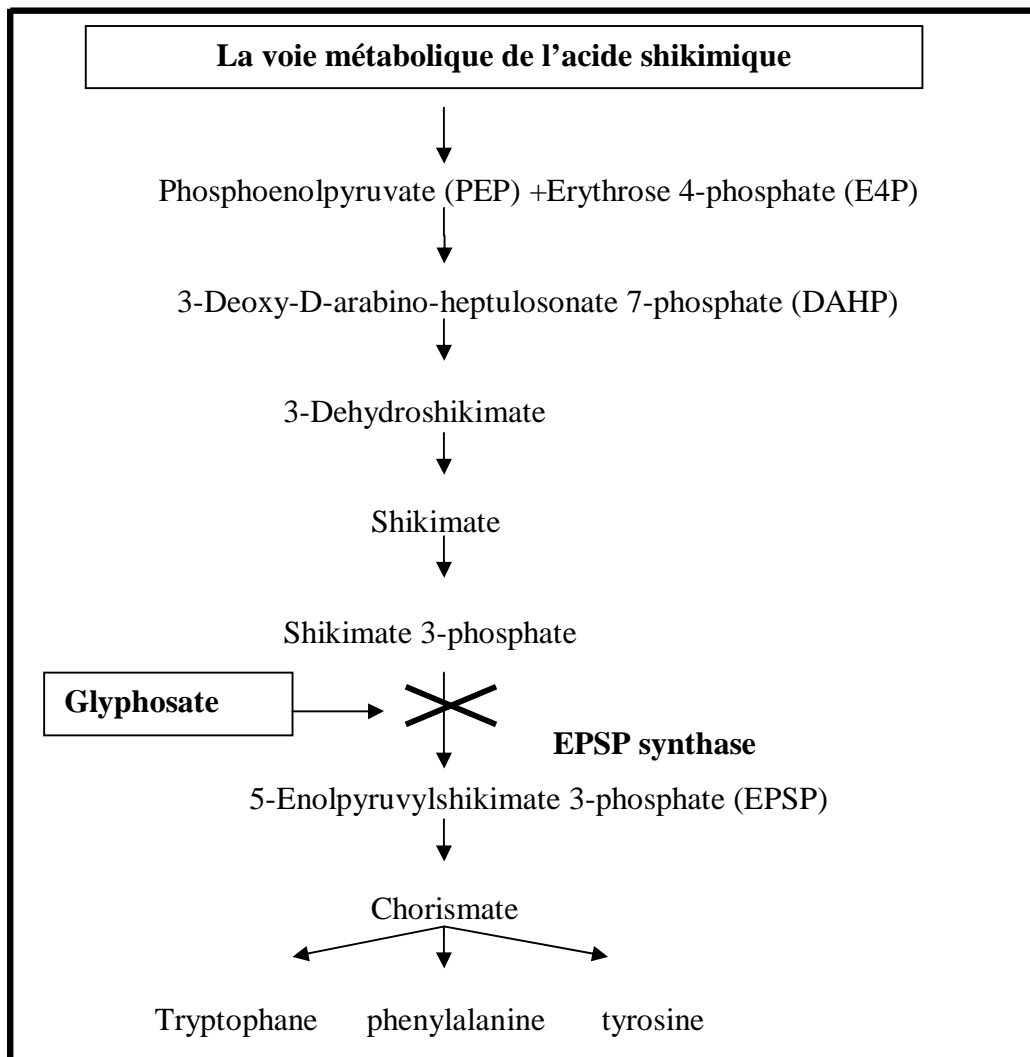 La voie métabolique de l’acide shikimique
Phosphoenolpyruvate (PEP) +Erythrose 4-phosphate (E4P)
3-Deoxy-D-arabino-heptulosonate 7-phosphate (DAHP)
3-Dehydroshikimate
Shikimate
Shikimate 3-phosphate
Glyphosate
EPSP synthase
5-Enolpyruvylshikimate 3-phosphate (EPSP)
Chorismate
Tryptophane phenylalanine tyrosine